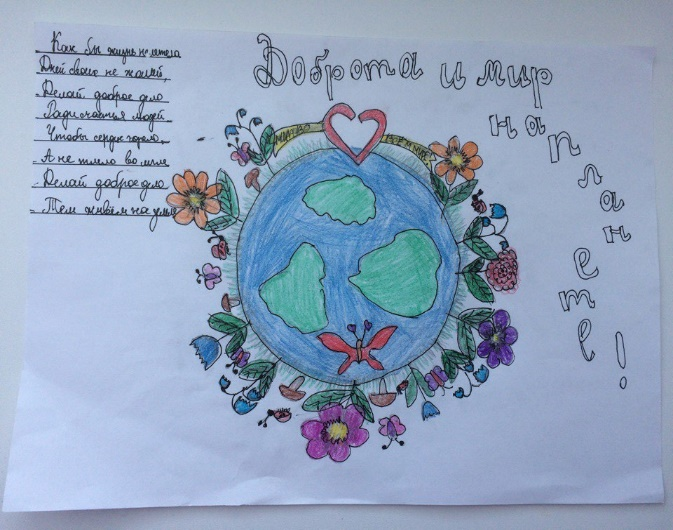 Как бы жизнь не летела
Дней своих не жалей,
Делай доброе дело
Ради счастья людей
Чтобы сердце горело,
А не тлело во мгле
Делай доброе дело
Тем живём на земле
Доброта и мир
на планете!